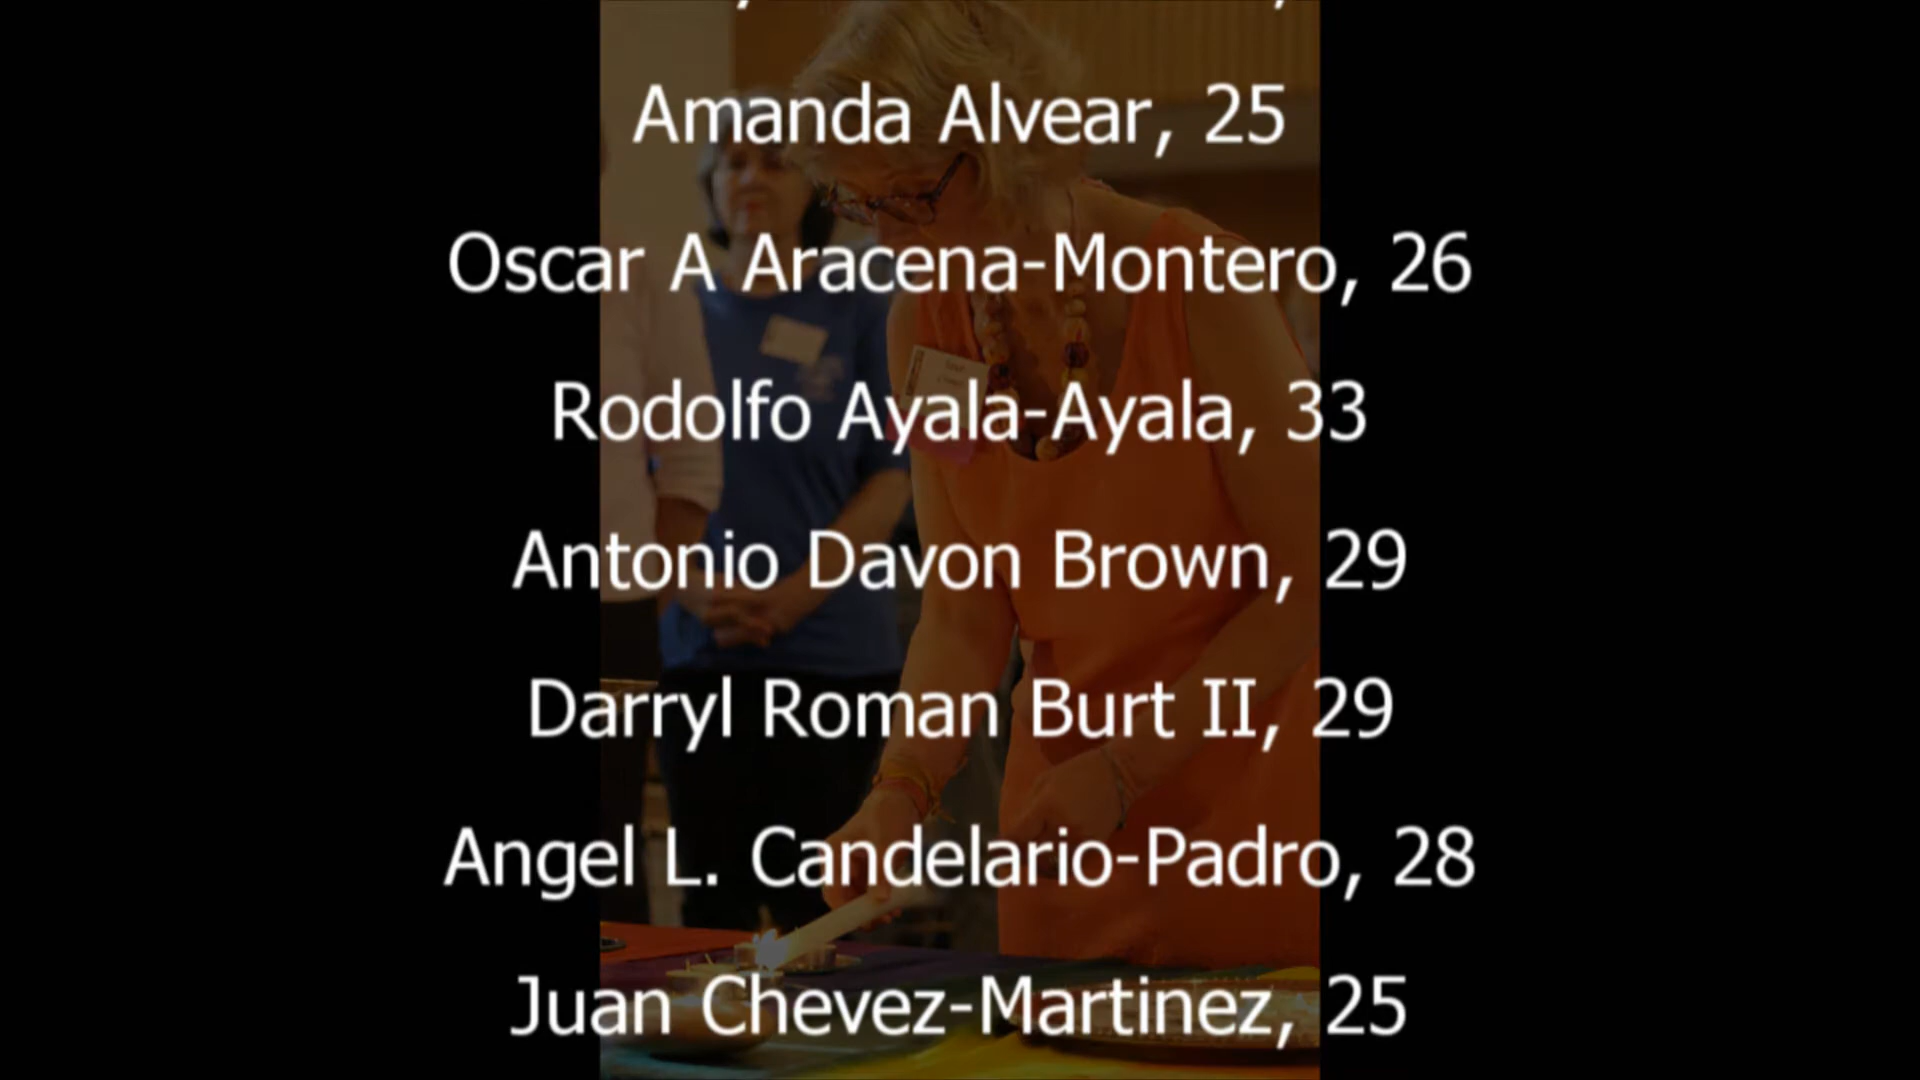 Amanda Alvear, 25
Oscar A Aracena-Montero, 26
Rodolfo Ayala-Ayala, 33
Antonio Davon Brown, 29
Darryl Roman Burt II, 29
Angel L. Candelario-Padro, 28
Juan Chevez-Martinez, 25